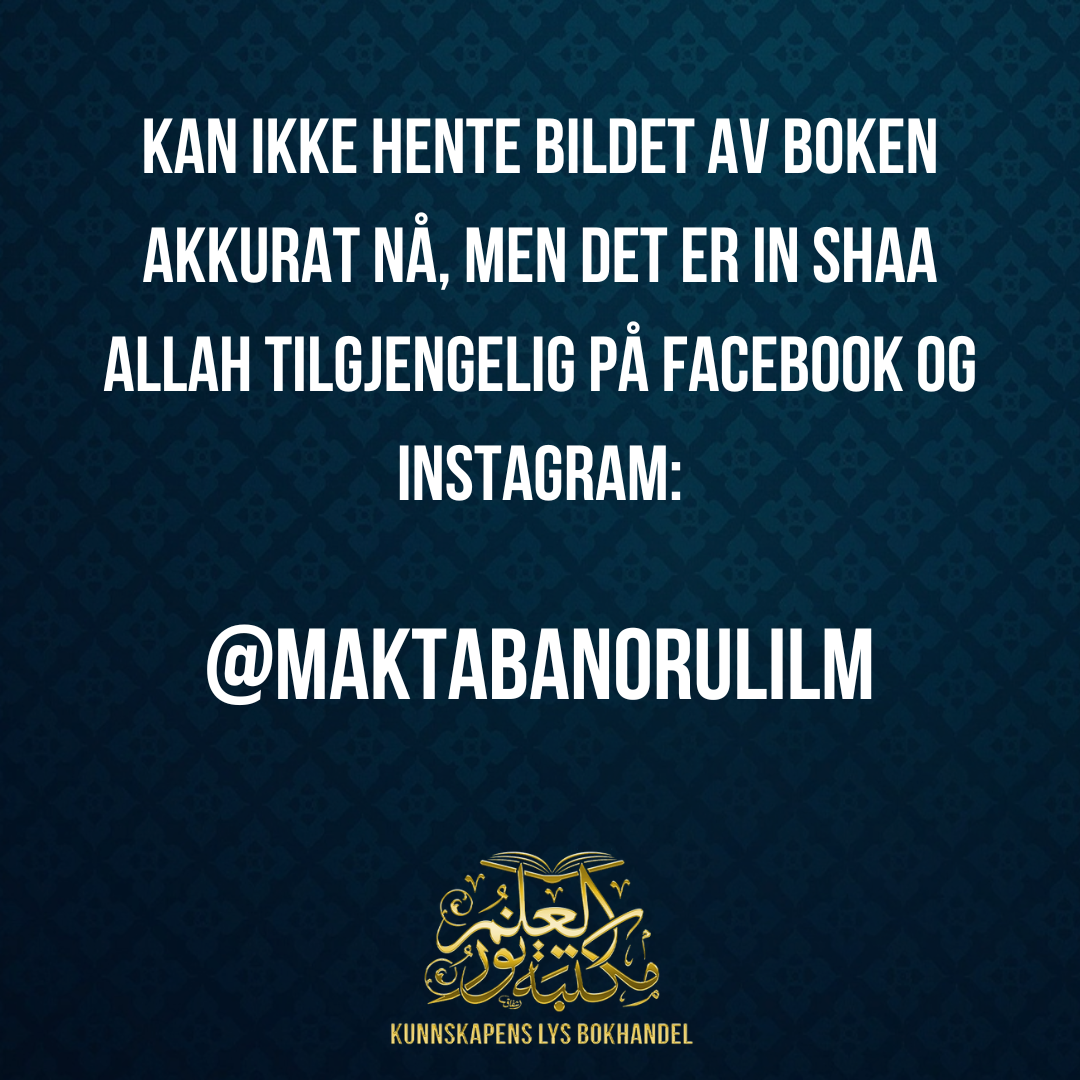 KAN IKKE HENTE BILDET AV BOKEN
AKKURAT NÅ, MEN DET ER IN SHAA
ALLAH TILGJENGELIG PÅ FACEBOOK OG
INSTAGRAM:
@MAKTABANORULILM
مكتبة نور العلم
KUNNSKAPENS LYS BOKHANDEL